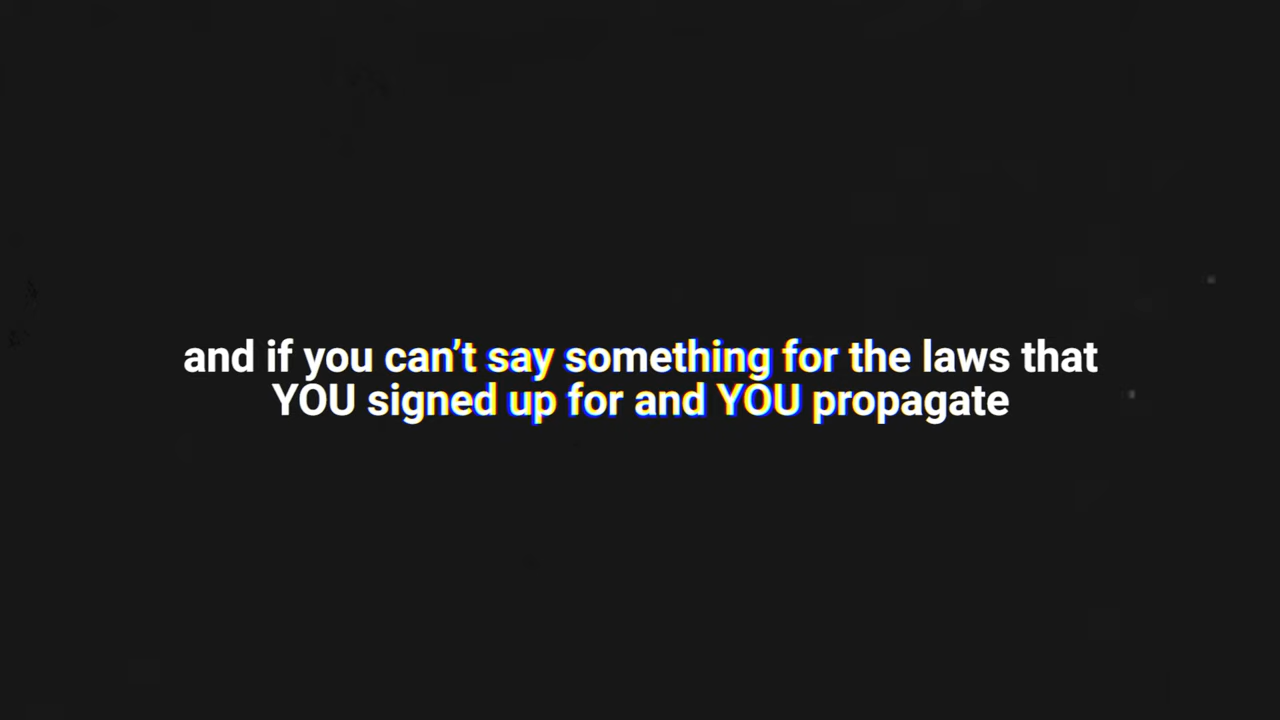 and if you can’t say something for the laws that
YOU signed up for and YOU propagate